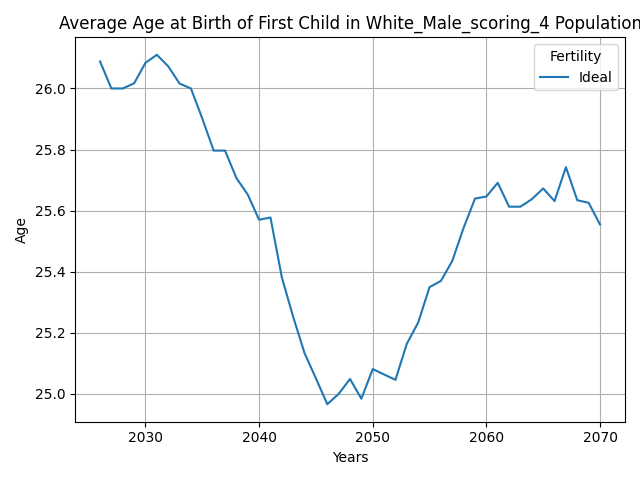 Average Age at Birth of First Child in White_Male_scoring_4 Population
Fertility
Ideal
26.0
25.8
25.6
25.4
25.2
25.0
Age
2030 2040 2050 2060 2070
Years